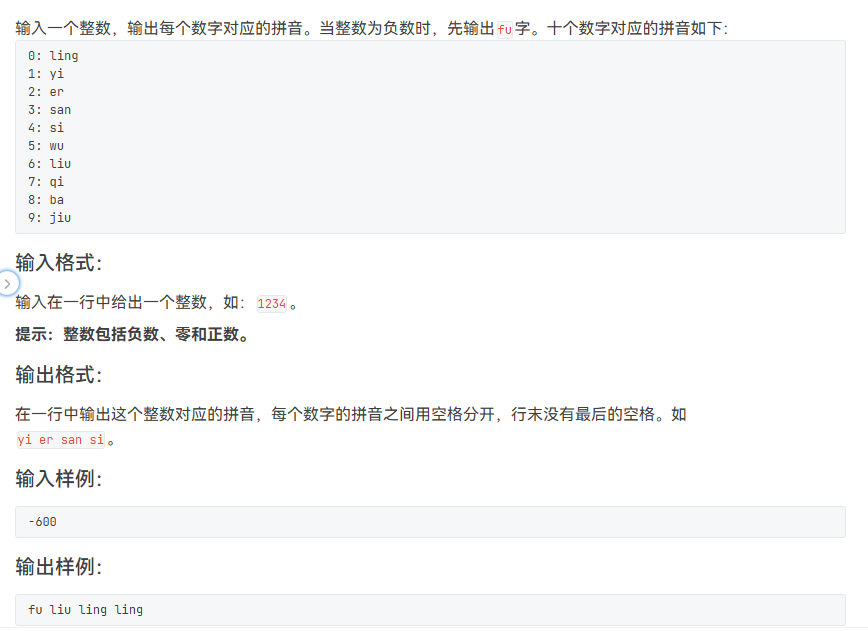 输入一个整数，输出每个数字对应的拼音。当整数为负数时，先输出fu字。十个数字对应的拼音如下：
0: ling
1: yi
2: er
3: san
4: si
5: wu
6: liu
7: qi
8: ba
9: jiu
输入格式：
输入在一行中给出一个整数，如： 1234 。
提示：整数包括负数、零和正数。
输出格式：
在一行中输出这个整数对应的拼音，每个数字的拼音之间用空格分开，行末没有最后的空格。如
yi er san si 。
输入样例：
-600
输出样例：
fu liu ling ling